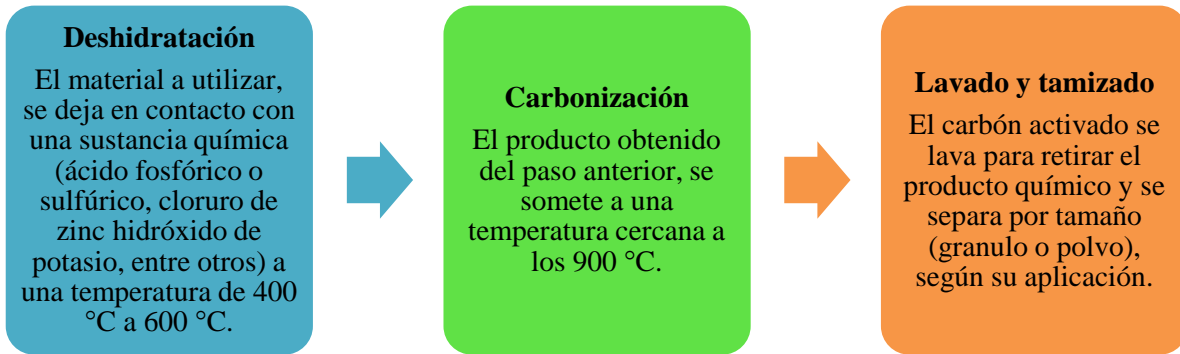 Deshidratación
El material a utilizar,
se deja en contacto con
una sustancia química
(ácido fosfórico o
sulfúrico, cloruro de
zinc hidróxido de
potasio, entre otros) a
una temperatura de 400
°C a 600 °C.
Carbonización
El producto obtenido
del paso anterior, se
somete a una
temperatura cercana a
los 900 °C.
Lavado y tamizado
El carbón activado se
lava para retirar el
producto químico y se
separa por tamaño
(granulo o polvo),
según su aplicación.